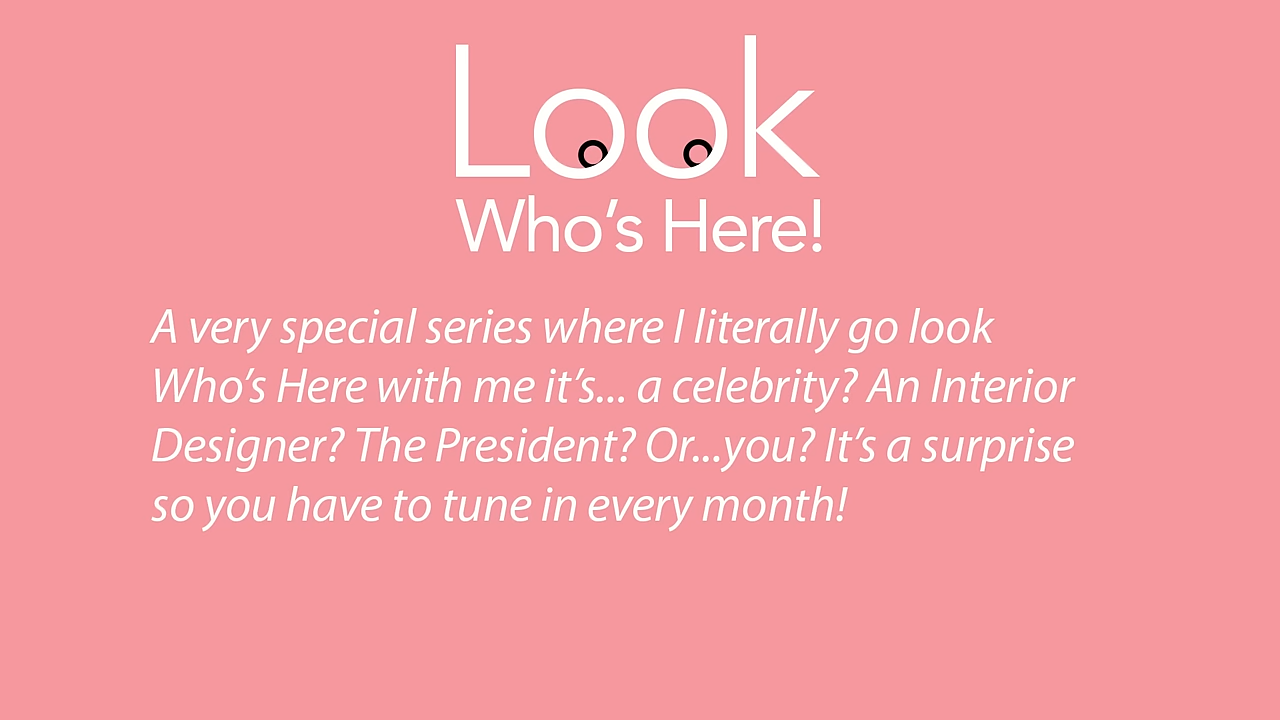 Look
Who’s Here!
A very special series where I literally go look
Who’s Here with me it’s... a celebrity? An Interior
Designer? The President? Or...you? It’s a surprise
so you have to tune in every month!